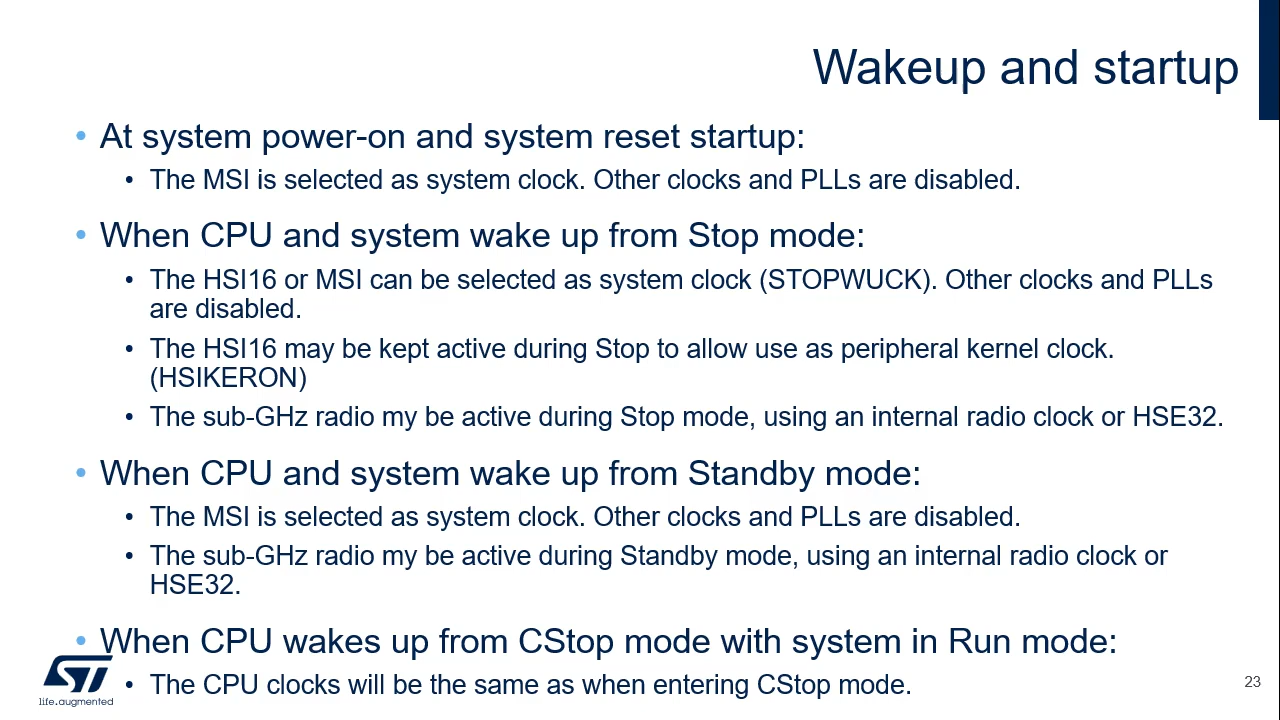 Wakeup and startup
• At system power-on and system reset startup:
• The MSI is selected as system clock. Other clocks and PLLs are disabled.
• When CPU and system wake up from Stop mode:
• The HSI16 or MSI can be selected as system clock (STOPWUCK). Other clocks and PLLs
are disabled.
• The HSI16 may be kept active during Stop to allow use as peripheral kernel clock.
(HSIKERON)
• The sub-GHz radio my be active during Stop mode, using an internal radio clock or HSE32.
• When CPU and system wake up from Standby mode:
• The MSI is selected as system clock. Other clocks and PLLs are disabled.
• The sub-GHz radio my be active during Standby mode, using an internal radio clock or
HSE32.
• When CPU wakes up from CStop mode with system in Run mode:
• The CPU clocks will be the same as when entering CStop mode.
ST
life.augmented
23